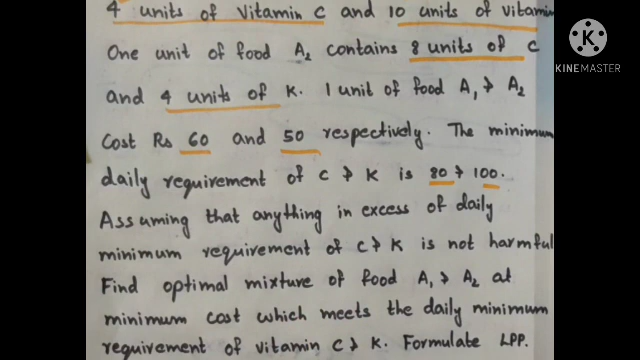 4 units of Vitamin C and 10 units of vitamin
One unit of food A2 contains 8 units of C
and 4 units of K. 1 unit of food A1 & A2
Cost Rs 60 and 50 respectively. The minimum
daily requirement of C & K is 80 & 100.
Assuming that anything in excess of daily
minimum requirement of C & K is not harmful
Find optimal mixture of food A1 & A2 at
minimum cost which meets the daily minimum
requirement of vitamin C & K. Formulate LPP.
KINEMASTER